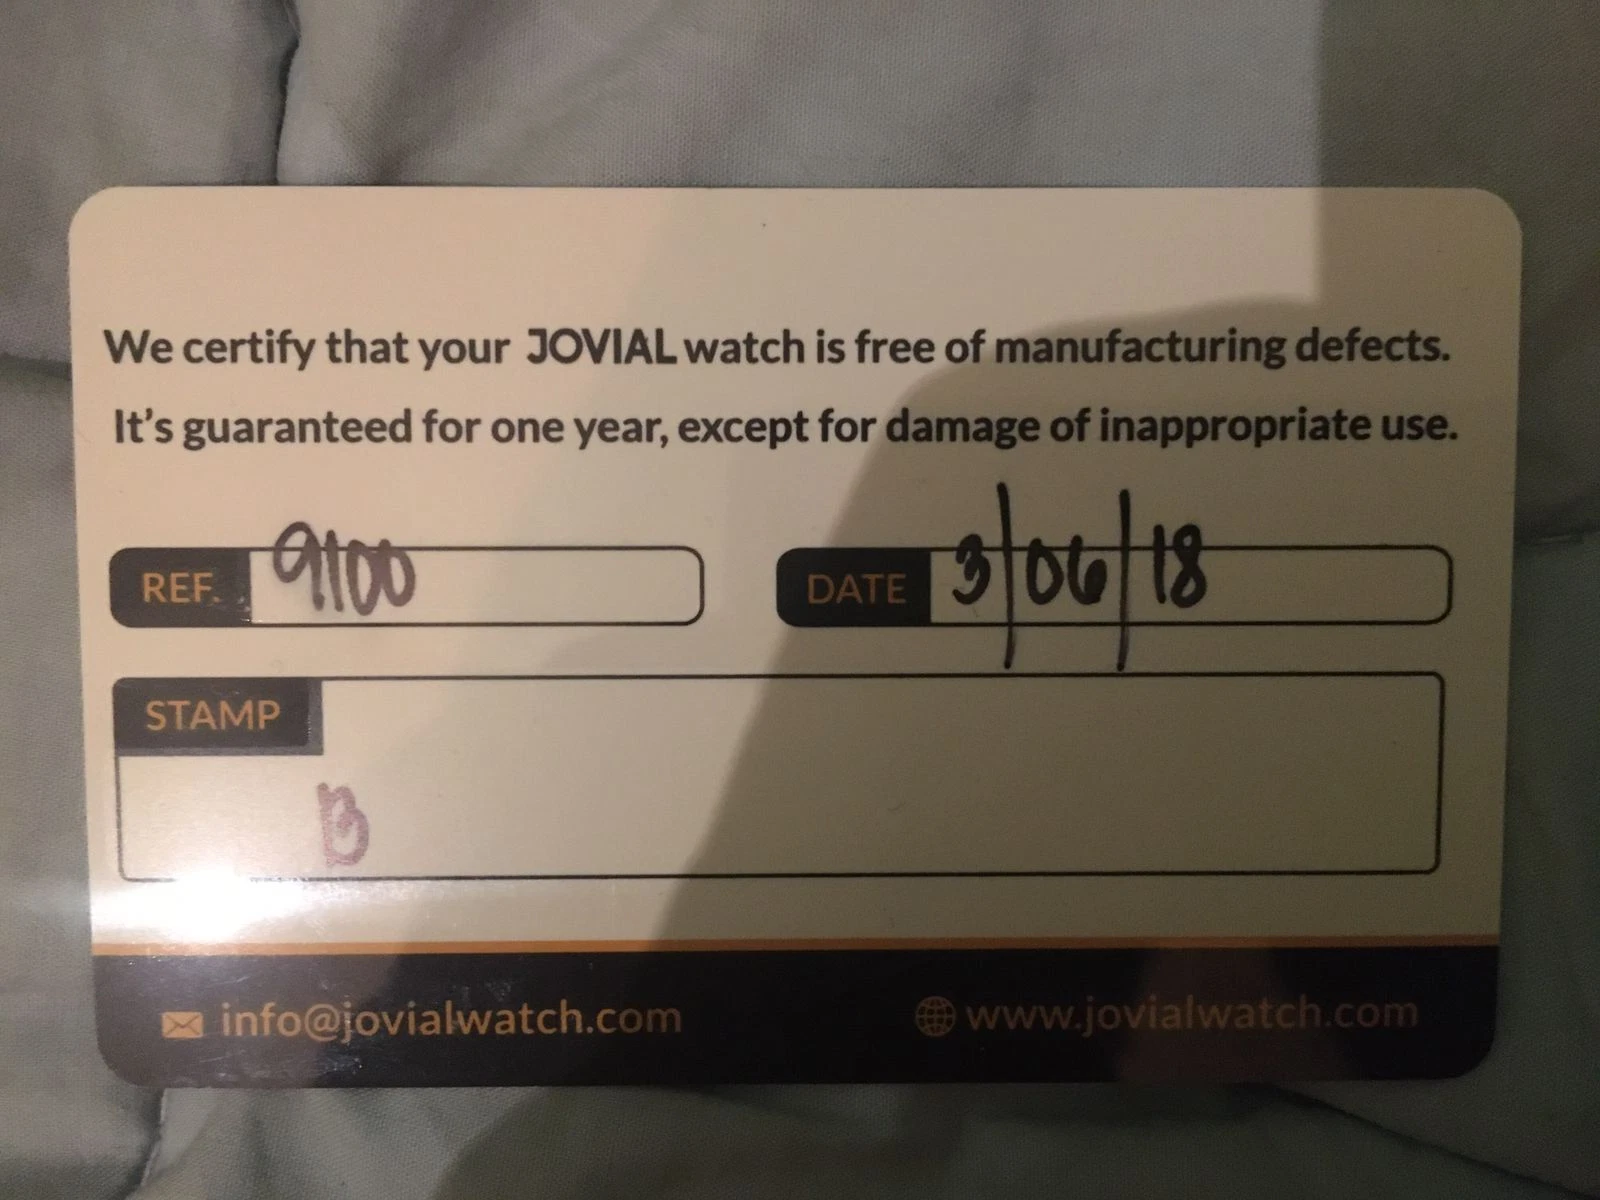 We certify that your JOVIAL watch is free of manufacturing defects.
It's guaranteed for one year, except for damage of inappropriate use.
REF. 9100
DATE 3/06/18
STAMP
B
info@jovialwatch.com
www.jovialwatch.com